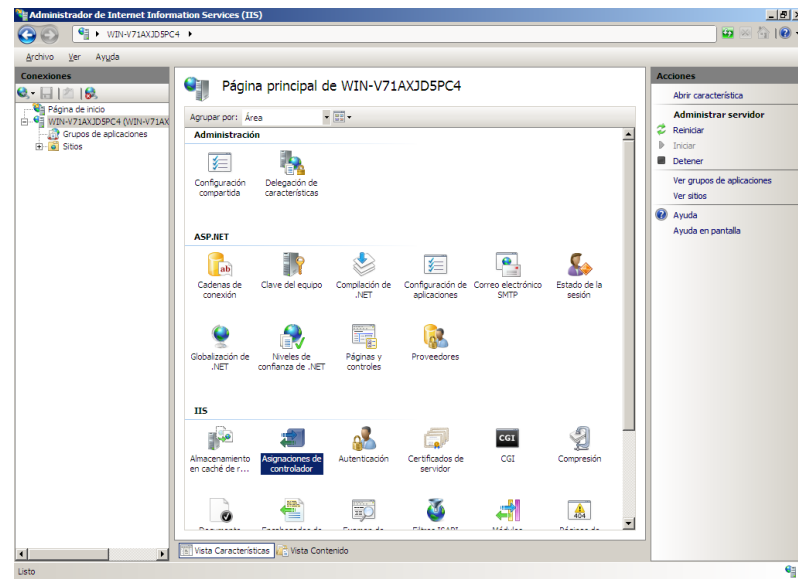 Administrador de Internet Information Services (IIS)
WIN-V71AXJD5PC4
Archivo Ver Ayuda
Conexiones
Página de inicio
WIN-V71AXJD5PC4 (WIN-V71AX
Grupos de aplicaciones
Sitios
Página principal de WIN-V71AXJD5PC4
Agrupar por: Área
Administración
Configuración compartida
Delegación de características
ASP.NET
Cadenas de conexión
Clave del equipo
Compilación de .NET
Configuración de aplicaciones
Correo electrónico SMTP
Estado de la sesión
Globalización de .NET
Niveles de confianza de .NET
Páginas y controles
Proveedores
IIS
Almacenamiento en caché de r...
Asignaciones de controlador
Autenticación
Certificados de servidor
CGI
CGI
Compresión
404
Vista Características
Vista Contenido
Acciones
Abrir característica
Administrar servidor
Reiniciar
Iniciar
Detener
Ver grupos de aplicaciones
Ver sitios
Ayuda
Ayuda en pantalla
Listo